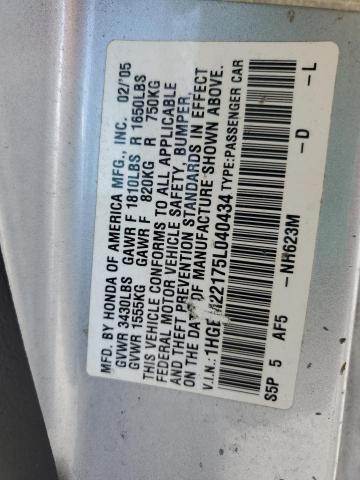 MFD. BY HONDA OF AMERICA MFG., INC. 02/'05
GVWR 3430LBS GAWR F 1810LBS R 1650LBS
GVWR 1555KG GAWR F 820KG R 750KG
THIS VEHICLE CONFORMS TO ALL APPLICABLE
FEDERAL MOTOR VEHICLE SAFETY, BUMPER,
AND THEFT PREVENTION STANDARDS IN EFFECT
ON THE DATE OF MANUFACTURE SHOWN ABOVE.
V.I.N.: TYPE:PASSENGER CAR
S5P 5 AF5 -NH623M -D -L